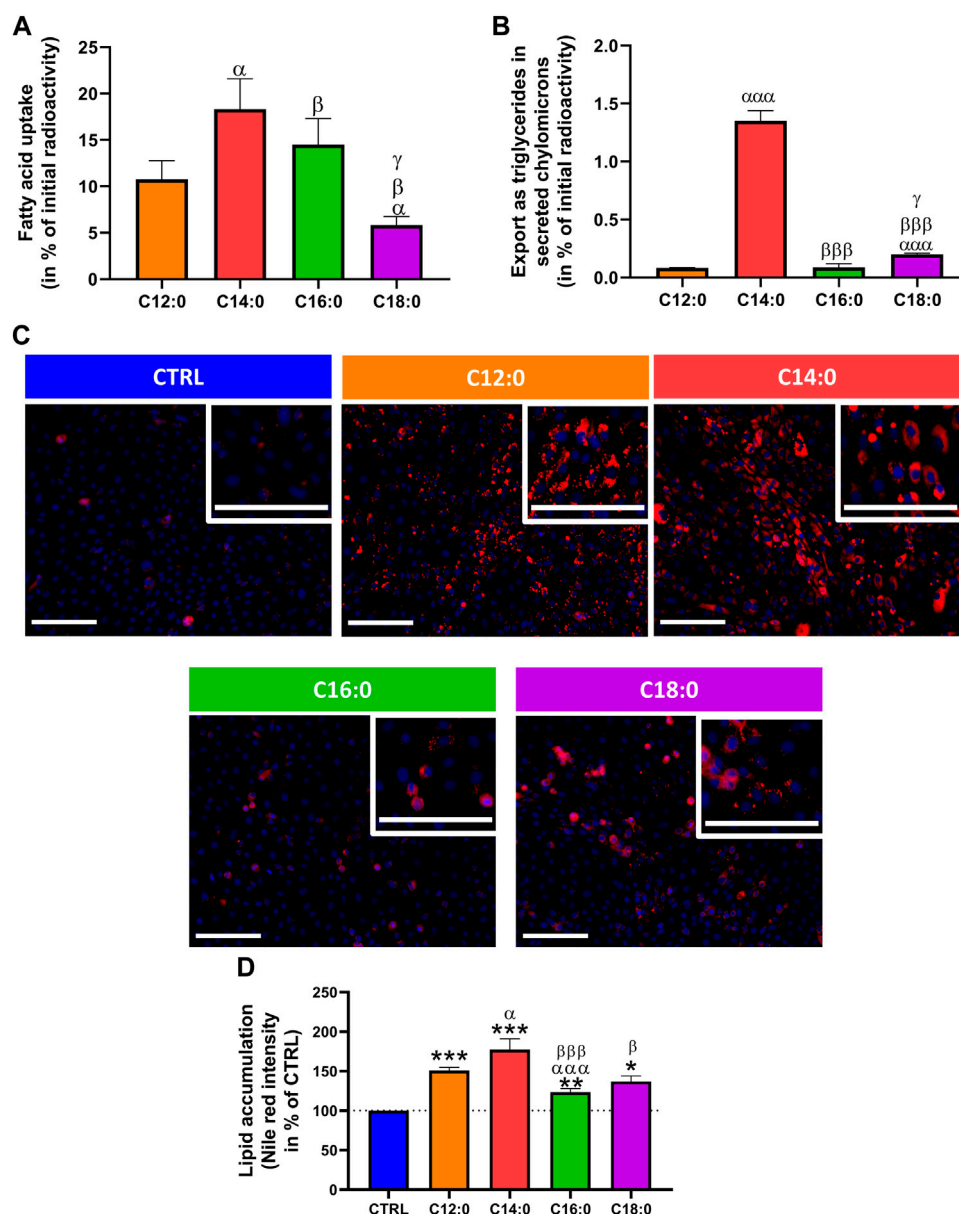 A
Fatty acid uptake
(in % of initial radioactivity)
25
20
15
10
5
0
α
β
γ
β
α
C12:0 C14:0 C16:0 C18:0
B
Export as triglycerides in
secreted chylomicrons
(in % of initial radioactivity)
2.0
1.5
1.0
0.5
0.0
ααα
βββ
γ
βββ
ααα
C12:0 C14:0 C16:0 C18:0
C
CTRL
C12:0
C14:0
C16:0
C18:0
D
Lipid accumulation
(Nile red intensity
in % of CTRL)
250
200
150
100
50
0
***
α
***
βββ
ααα
**
β
*
CTRL C12:0 C14:0 C16:0 C18:0